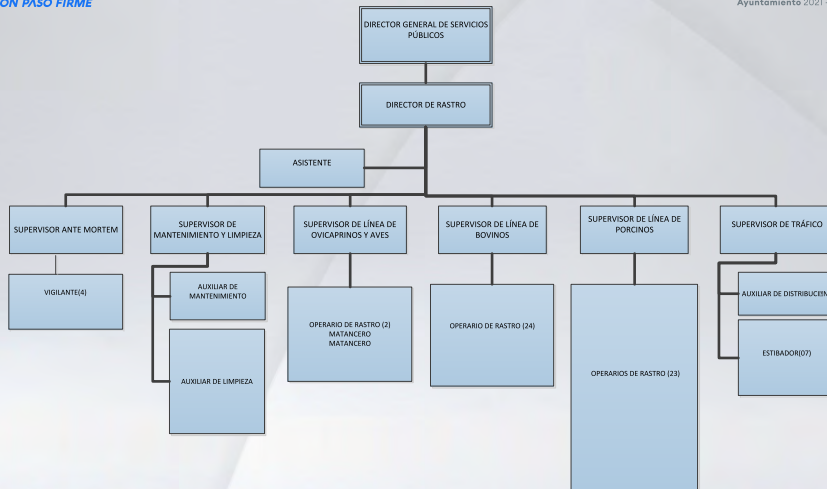 ON PASO FIRME
Ayuntamiento 2021
DIRECTOR GENERAL DE SERVICIOS
PÚBLICOS
DIRECTOR DE RASTRO
ASISTENTE
SUPERVISOR ANTE MORTEM
SUPERVISOR DE
MANTENIMIENTO Y LIMPIEZA
SUPERVISOR DE LÍNEA DE
OVICAPRINOS Y AVES
SUPERVISOR DE LÍNEA DE
BOVINOS
SUPERVISOR DE LÍNEA DE
PORCINOS
SUPERVISOR DE TRÁFICO
VIGILANTE(4)
AUXILIAR DE
MANTENIMIENTO
AUXILIAR DE LIMPIEZA
OPERARIO DE RASTRO (2)
MATANCERO
MATANCERO
OPERARIO DE RASTRO (24)
OPERARIOS DE RASTRO (23)
AUXILIAR DE
ESTIBADOR(07)